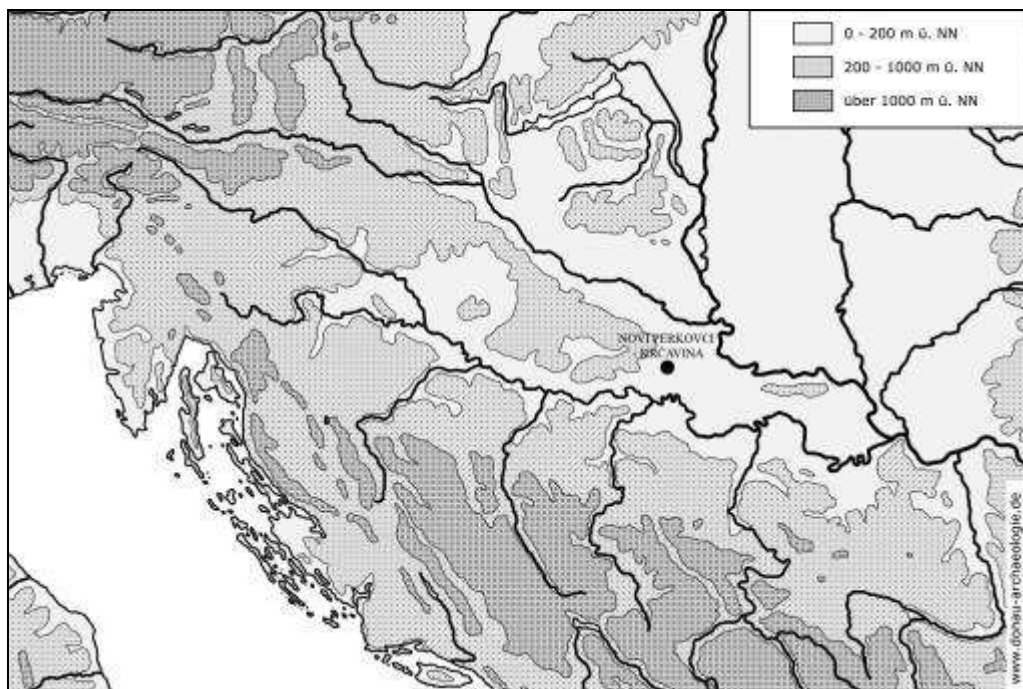 0 - 200 m ü. NN
200 - 1000 m ü. NN
über 1000 m ü. NN
NOVI PERKOVCI
KRČAVINA
www.donau-archaeologie.de